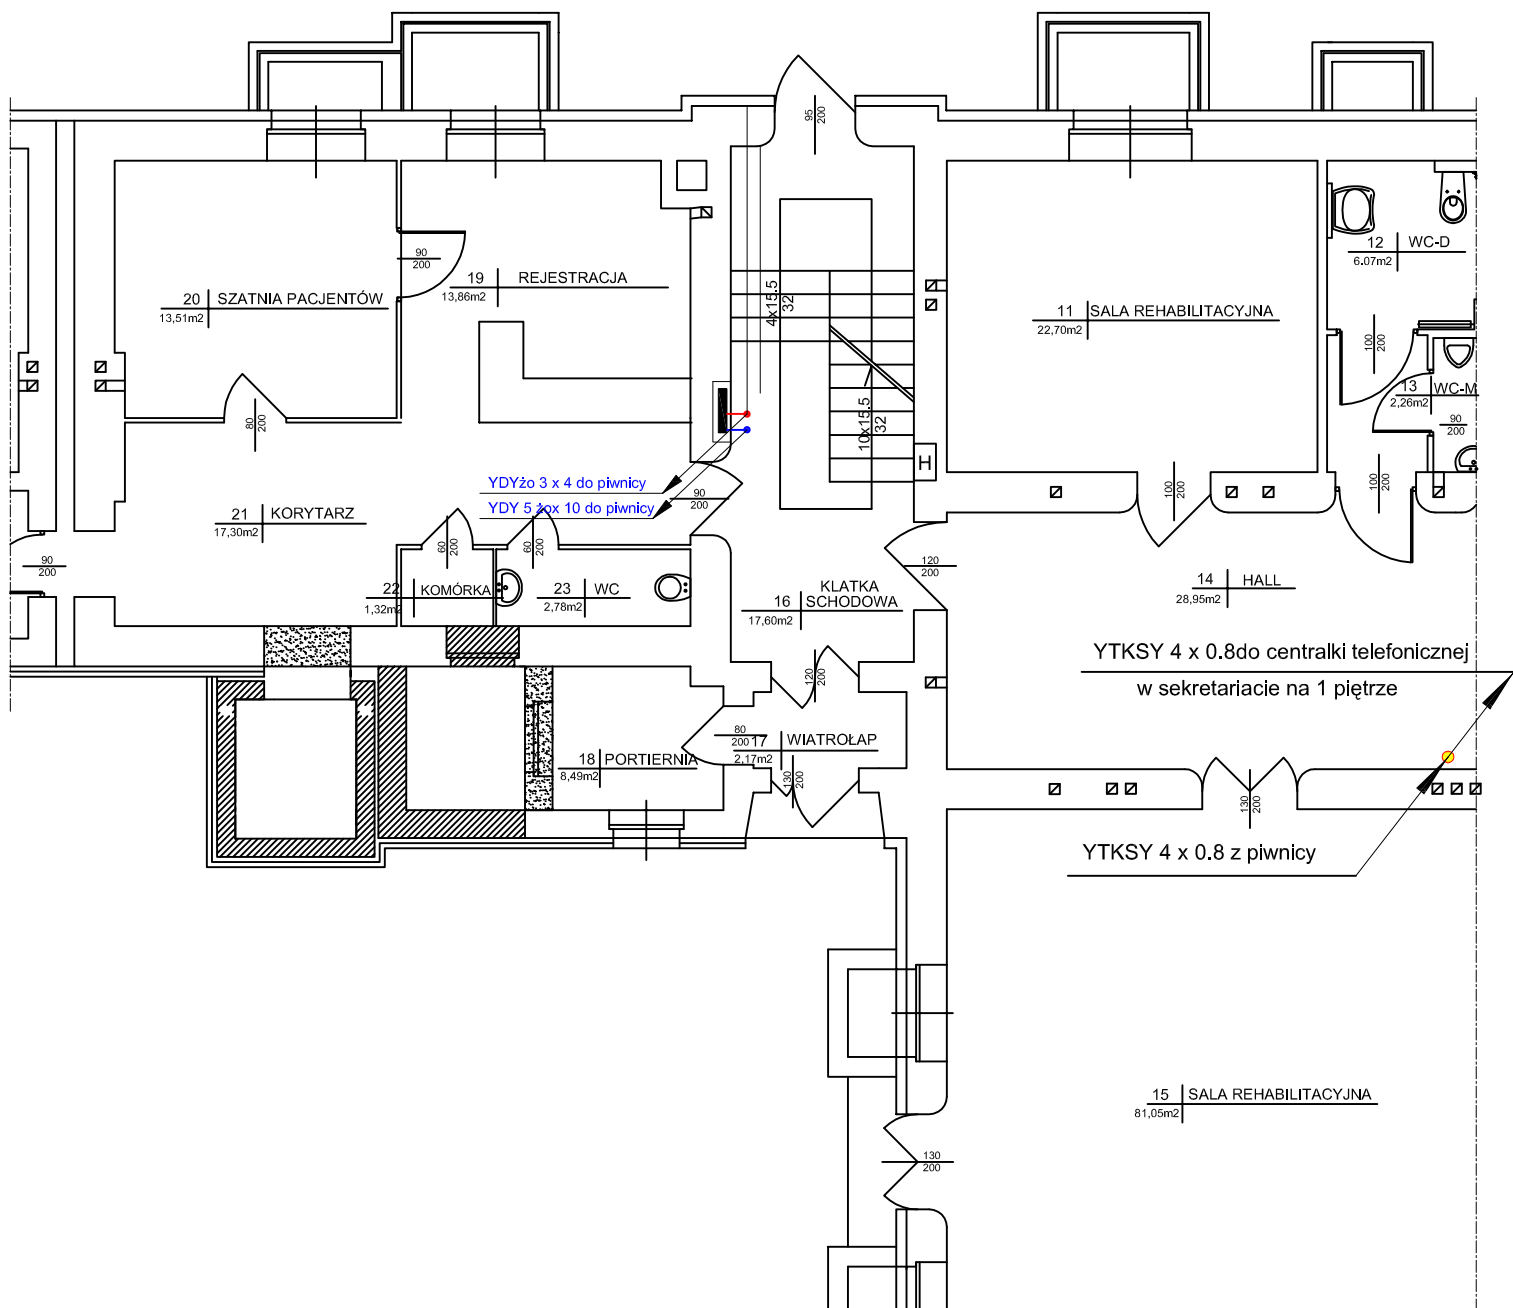 95
200
90
200
19 REJESTRACJA
13,86m2
20 SZATNIA PACJENTÓW
13,51m2
4x15.5
32
10x15.5
32
11 SALA REHABILITACYJNA
22,70m2
12 WC-D
6.07m2
100
200
13 WC-M
2,26m2
90
200
80
200
H
YDYżo 3 x 4 do piwnicy
YDY 5 żox 10 do piwnicy
90
200
100
200
100
200
21 KORYTARZ
17,30m2
60
200
60
200
90
200
120
200
22 KOMÓRKA
1,32m2
23 WC
2,78m2
16 KLATKA
SCHODOWA
17,60m2
14 HALL
28,95m2
YTKSY 4 x 0.8do centralki telefonicznej
w sekretariacie na 1 piętrze
120
200
80
200
17 WIATROŁAP
2,17m2
18 PORTIERNIA
8,49m2
130
200
130
200
YTKSY 4 x 0.8 z piwnicy
15 SALA REHABILITACYJNA
81,05m2
130
200